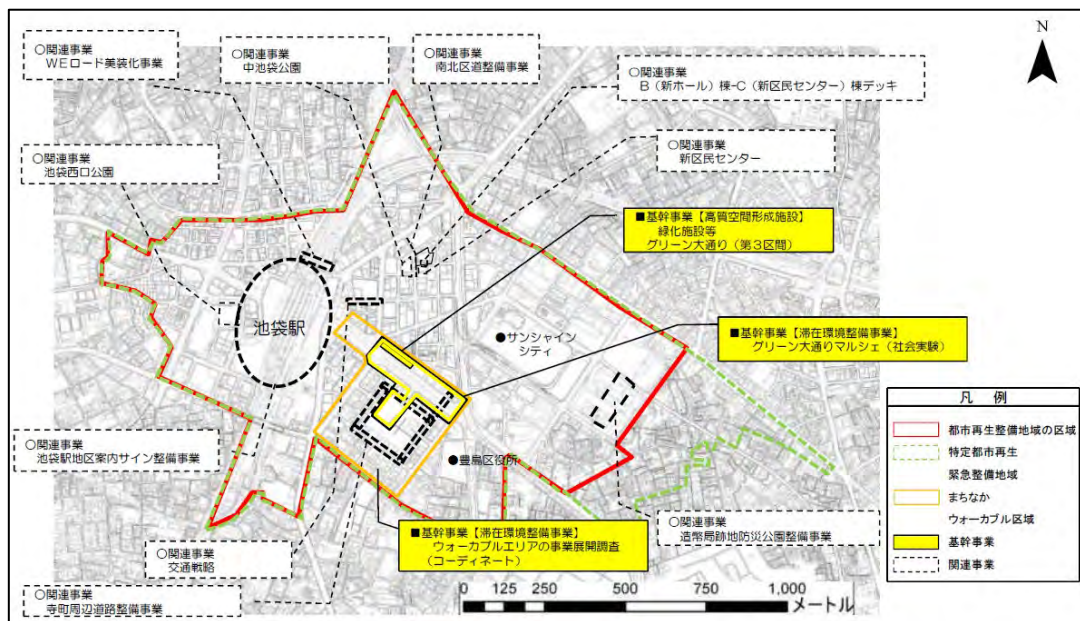 ○関連事業
WEロード美装化事業
○関連事業
中池袋公園
○関連事業
南北区道整備事業
○関連事業
B(新ホール)棟-C(新区民センター)棟デッキ
N
○関連事業
池袋西口公園
○関連事業
新区民センター
■基幹事業【高質空間形成施設】
緑化施設等
グリーン大通り(第3区間)
池袋駅
●サンシャイン
シティ
■基幹事業【滞在環境整備事業】
グリーン大通りマルシェ(社会実験)
●豊島区役所
○関連事業
池袋駅地区案内サイン整備事業
○関連事業
交通戦略
○関連事業
寺町周辺道路整備事業
■基幹事業【滞在環境整備事業】
ウォーカブルエリアの事業展開調査
(コーディネート)
○関連事業
造幣局跡地防災公園整備事業
凡 例
都市再生整備地域の区域
特定都市再生
緊急整備地域
まちなか
ウォーカブル区域
基幹事業
関連事業
0 125 250 500 750 1,000
メートル